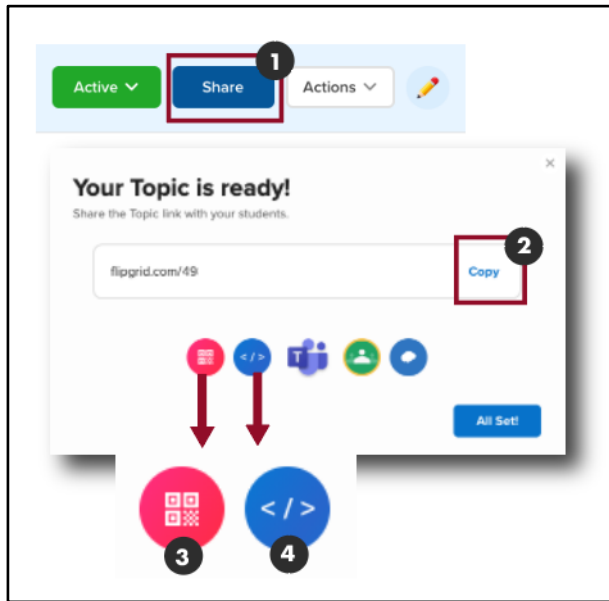 1
Active Share Actions
Your Topic is ready!
Share the Topic link with your students.
2
flipgrid.com/49 Copy
</>
T
All Set!
</>
3 4